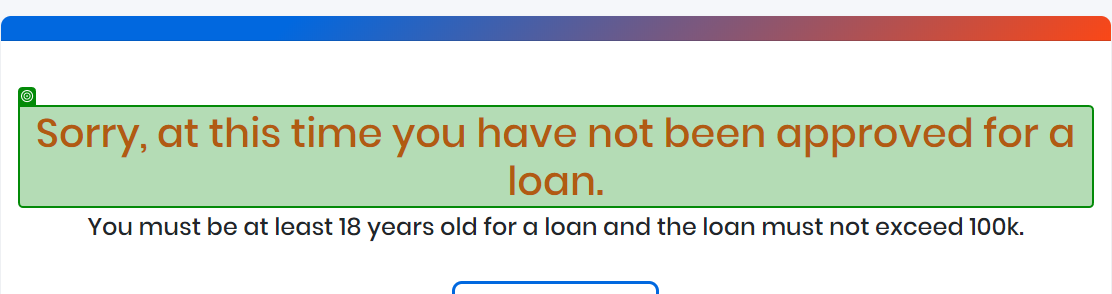 Sorry, at this time you have not been approved for a
loan.
You must be at least 18 years old for a loan and the loan must not exceed 100k.